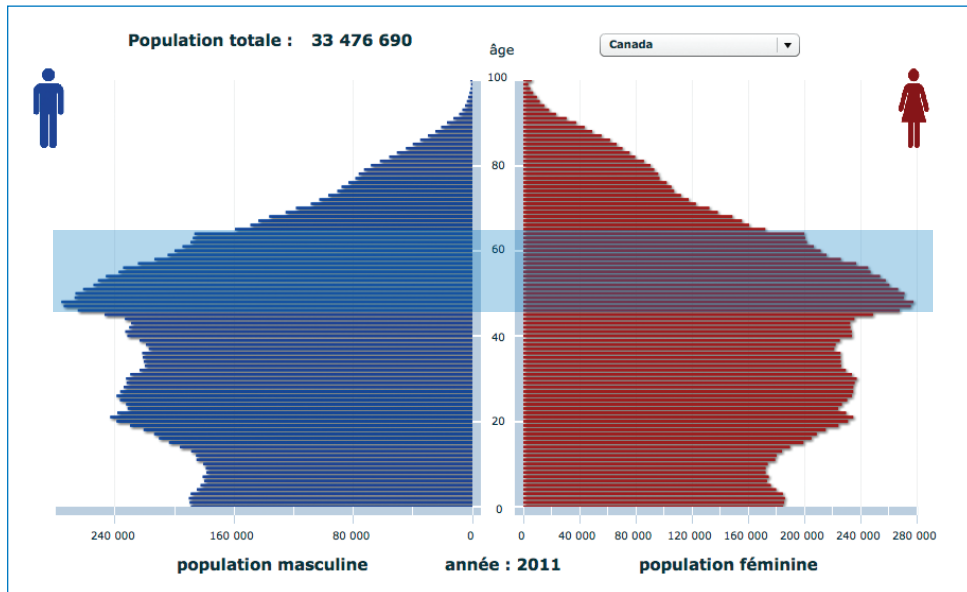 Population totale : 33 476 690
âge
Canada
100
80
60
40
20
0
240 000 160 000 80 000 0
0 40 000 80 000 120 000 160 000 200 000 240 000 280 000
population masculine année : 2011 population féminine